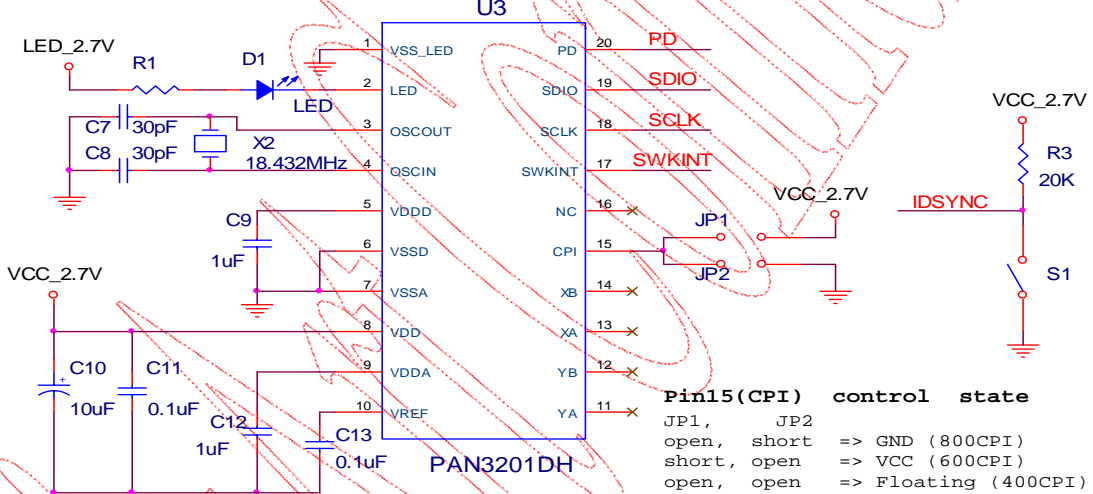 U3
LED_2.7V
R1
D1
LED
C7
30pF
C8
30pF
X2
18.432MHz
C9
1uF
VCC_2.7V
C10
10uF
C11
0.1uF
C12
1uF
C13
0.1uF
1 VSS_LED
2 LED
3 OSCOUT
4 OSCIN
5 VDDD
6 VSSD
7 VSSA
8 VDD
9 VDDA
10 VREF
PD 20 PD
SDIO 19 SDIO
SCLK 18 SCLK
SWKINT 17 SWKINT
NC 16
CPI 15
XB 14
XA 13
YB 12
YA 11
PAN3201DH
JP1
JP2
VCC_2.7V
VCC_2.7V
R3
20K
IDSYNC
S1
Pin15(CPI) control state
JP1, JP2
open, short => GND (800CPI)
short, open => VCC (600CPI)
open, open => Floating (400CPI)